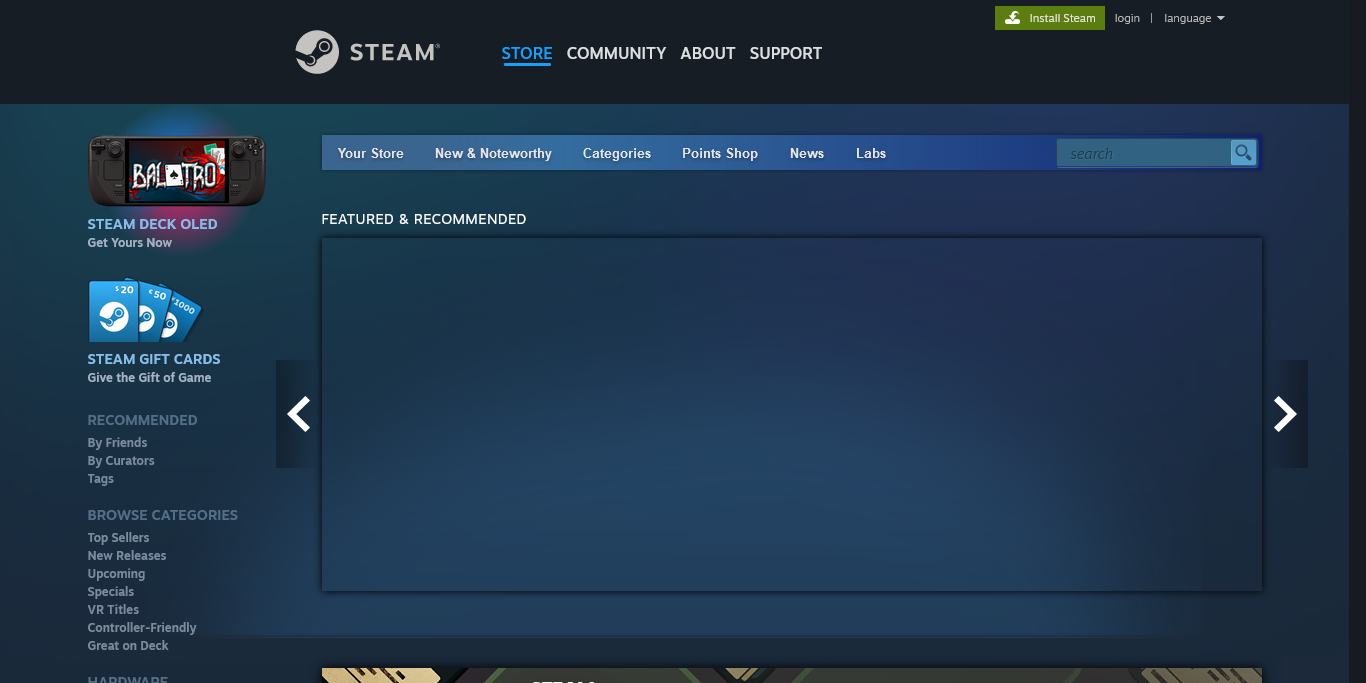 Install Steam
login | language
STEAM®
STORE COMMUNITY ABOUT SUPPORT
Your Store New & Noteworthy Categories Points Shop News Labs
search
BALATRO
STEAM DECK OLED
Get Yours Now
$20
€50
1000
STEAM GIFT CARDS
Give the Gift of Game
RECOMMENDED
By Friends
By Curators
Tags
BROWSE CATEGORIES
Top Sellers
New Releases
Upcoming
Specials
VR Titles
Controller-Friendly
Great on Deck
HARDWARE
FEATURED & RECOMMENDED
STEAM